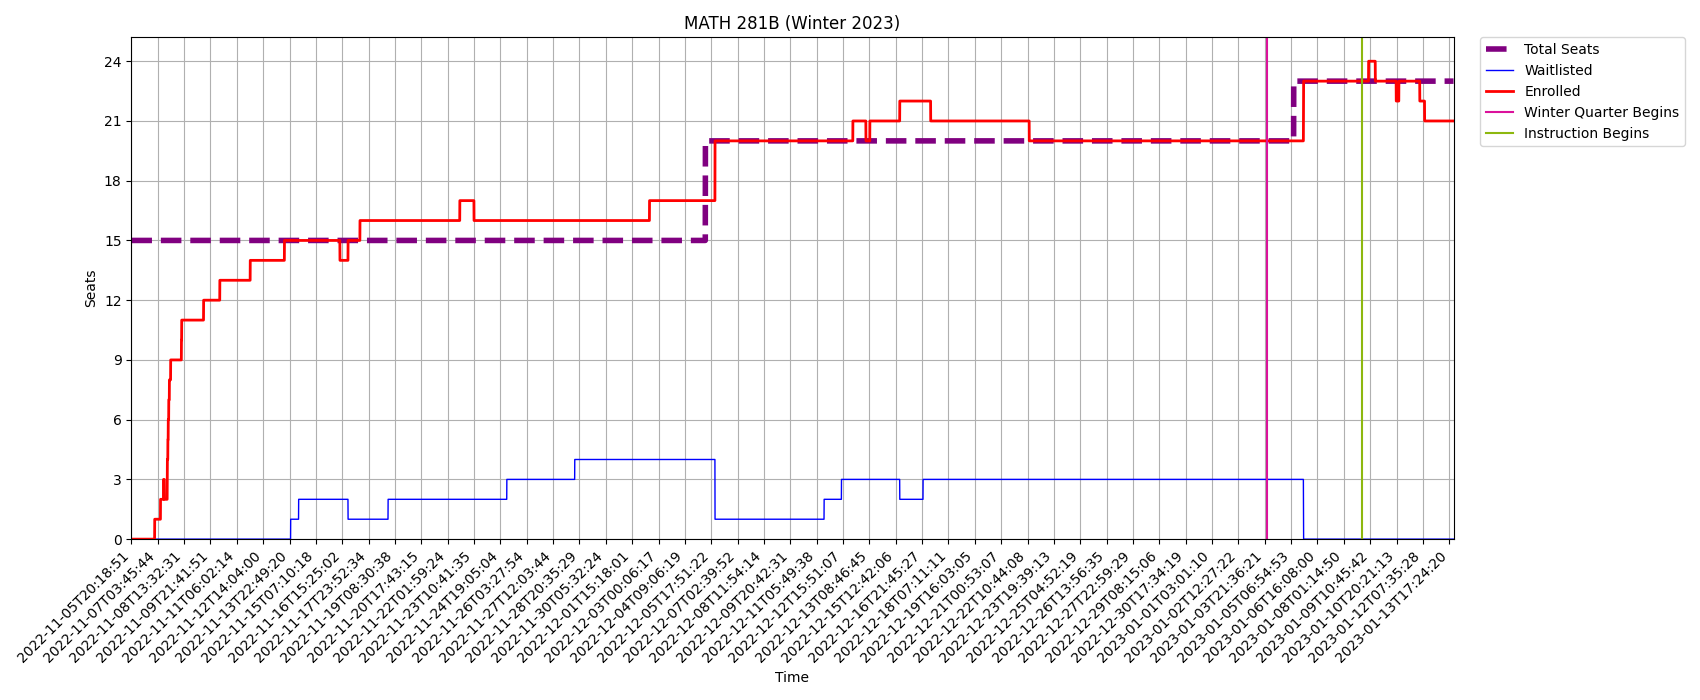 MATH 281B (Winter 2023)
Total Seats
Waitlisted
Enrolled
Winter Quarter Begins
Instruction Begins
Seats
24
21
18
15
12
9
6
3
0
2022-11-05T20:18:51
2022-11-07T03:45:44
2022-11-08T13:32:31
2022-11-09T21:41:51
2022-11-11T06:02:14
2022-11-12T14:04:00
2022-11-13T22:49:20
2022-11-15T07:10:18
2022-11-16T15:25:02
2022-11-17T23:52:34
2022-11-19T08:30:38
2022-11-20T17:43:15
2022-11-22T01:59:24
2022-11-23T10:41:35
2022-11-24T19:05:04
2022-11-26T03:27:54
2022-11-27T12:03:44
2022-11-28T20:35:29
2022-11-30T05:32:24
2022-12-01T15:18:01
2022-12-03T00:06:17
2022-12-04T09:06:19
2022-12-05T17:51:22
2022-12-07T02:39:52
2022-12-08T11:54:14
2022-12-09T20:42:31
2022-12-11T05:49:38
2022-12-12T15:51:07
2022-12-13T08:46:45
2022-12-15T12:42:06
2022-12-16T21:45:27
2022-12-18T07:11:11
2022-12-19T16:03:05
2022-12-21T00:53:07
2022-12-22T10:44:08
2022-12-23T19:39:13
2022-12-25T04:52:19
2022-12-26T13:56:35
2022-12-27T22:59:29
2022-12-29T08:15:06
2022-12-30T17:34:19
2023-01-01T03:01:10
2023-01-02T12:27:22
2023-01-03T21:36:21
2023-01-05T06:54:53
2023-01-06T16:08:00
2023-01-08T01:14:50
2023-01-09T10:45:42
2023-01-10T20:21:13
2023-01-12T07:35:28
2023-01-13T17:24:20
Time